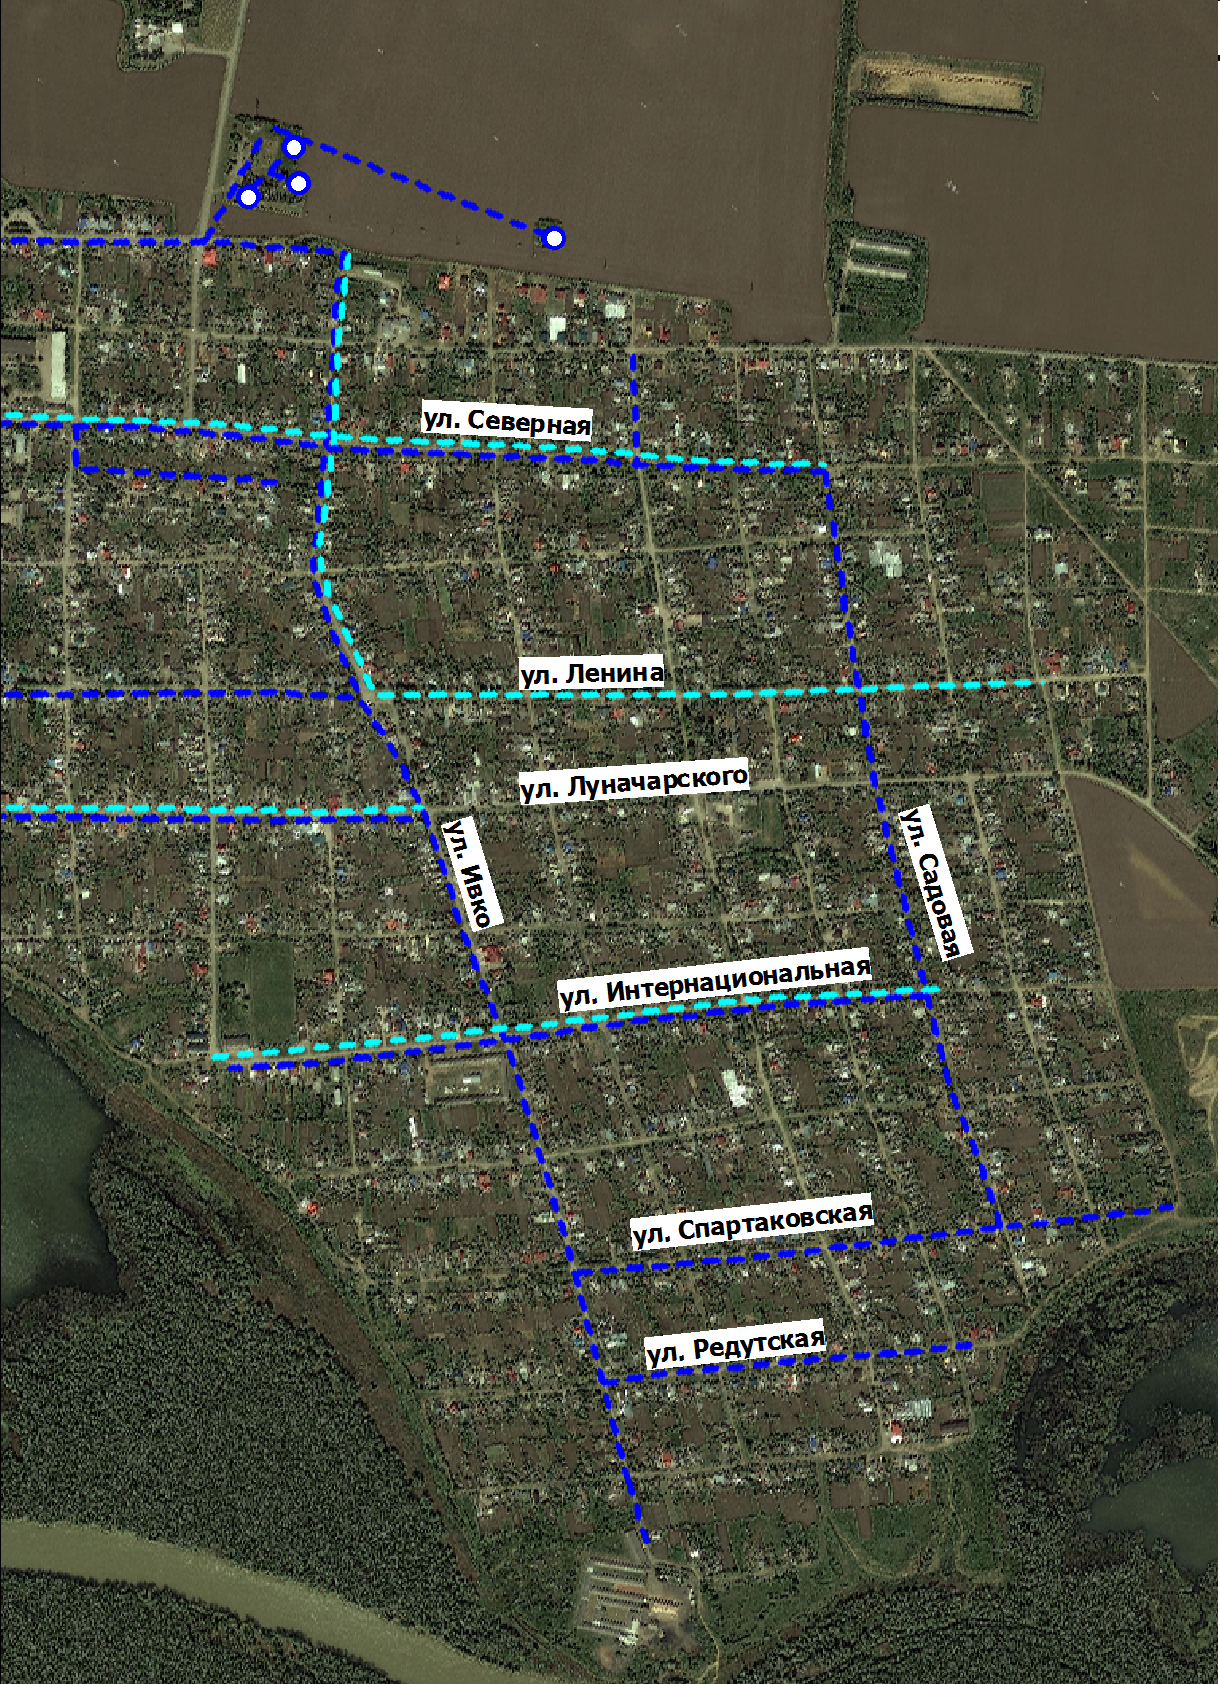 ул. Северная
ул. Ленина
ул. Луначарского
ул. Ивко
ул. Садовая
ул. Интернациональная
ул. Спартаковская
ул. Редутская